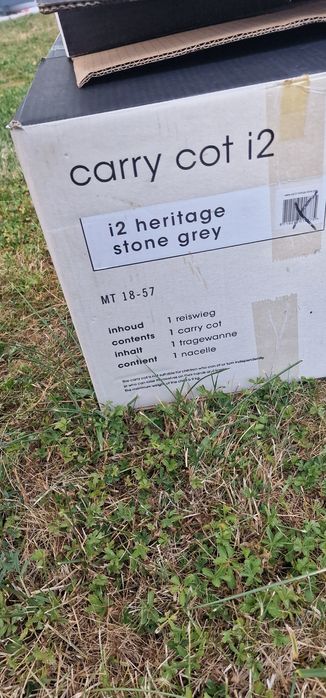 carry cot i2
i2 heritage
stone grey
MT 18-57
inhoud 1 reiswieg
contents 1 carry cot
inhalt 1 tragewanne
contient 1 nacelle